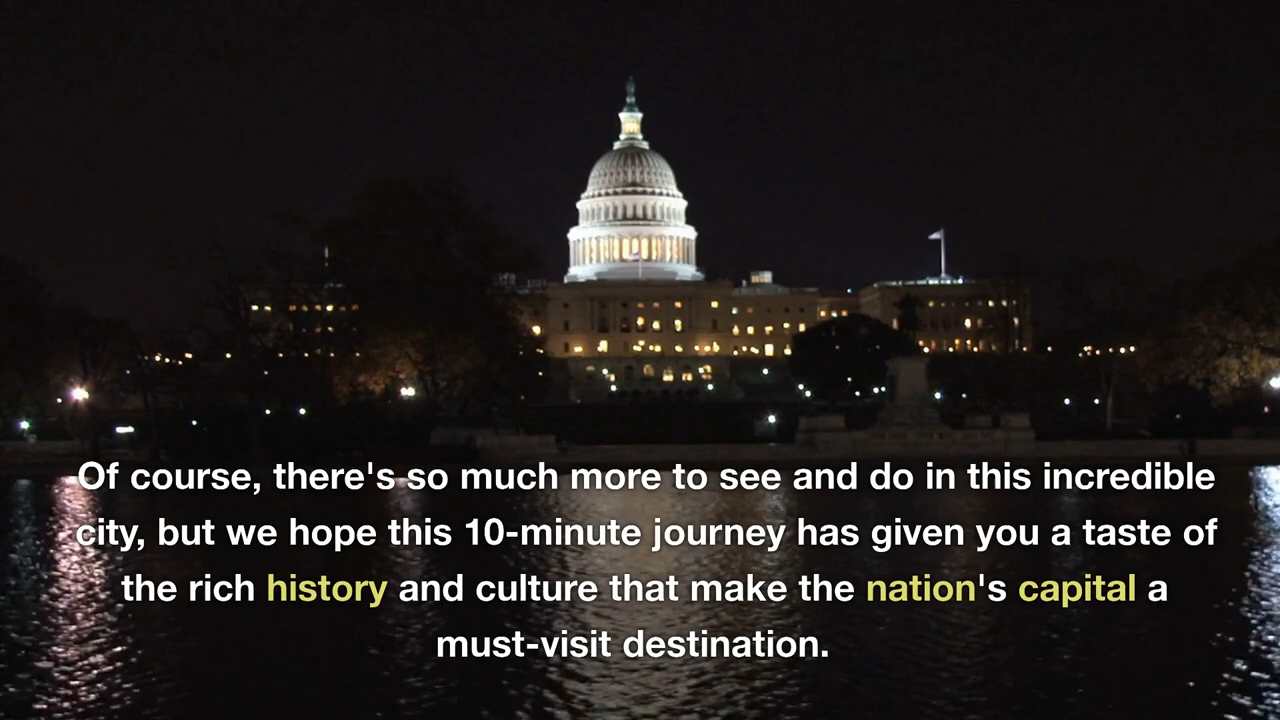 Of course, there's so much more to see and do in this incredible
city, but we hope this 10-minute journey has given you a taste of
the rich history and culture that make the nation's capital a
must-visit destination.